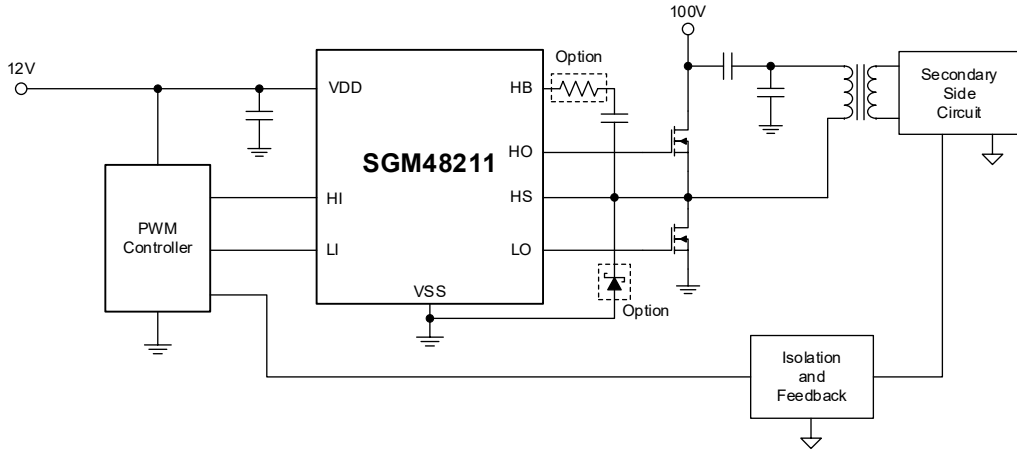 100V
12V
Option
VDD
HB
Secondary
Side
Circuit
SGM48211
HO
HI
HS
PWM
Controller
LI
LO
VSS
Option
Isolation
and
Feedback